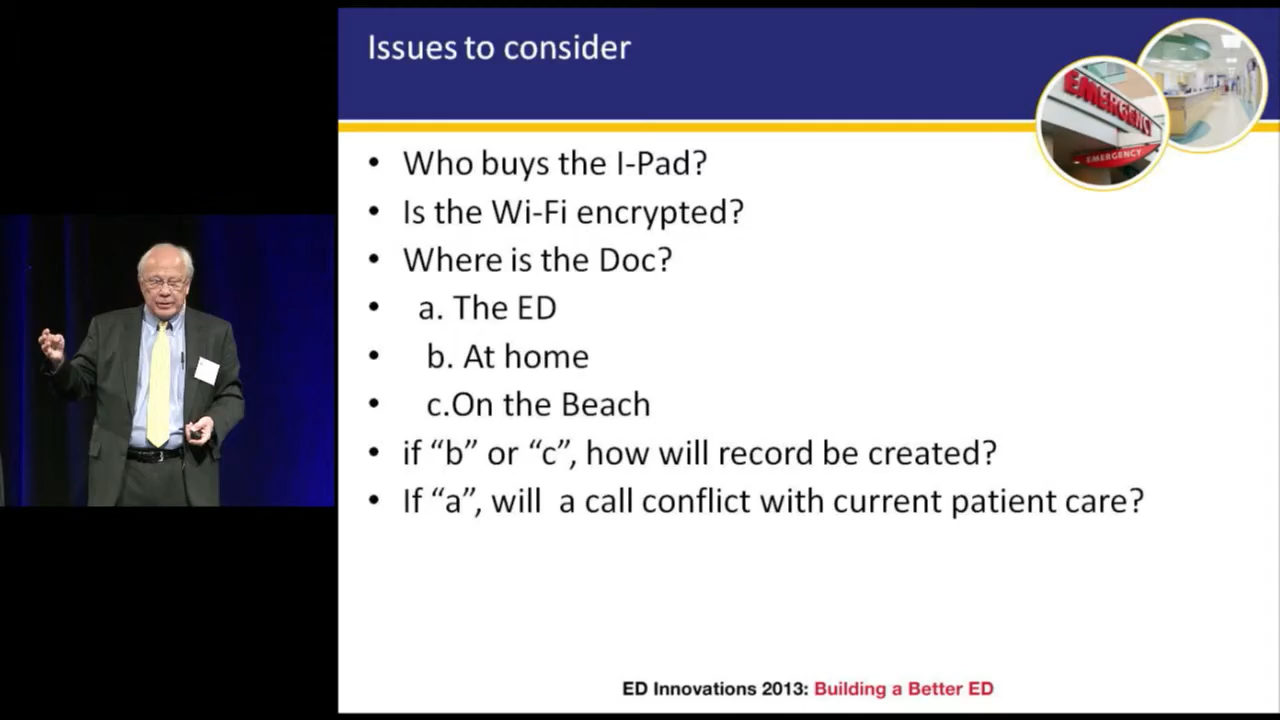 Issues to consider
• Who buys the I-Pad?
• Is the Wi-Fi encrypted?
• Where is the Doc?
• a. The ED
• b. At home
• c.On the Beach
• if “b” or “c”, how will record be created?
• If “a”, will a call conflict with current patient care?
EMERGENC
EMERGENCY
ED Innovations 2013: Building a Better ED